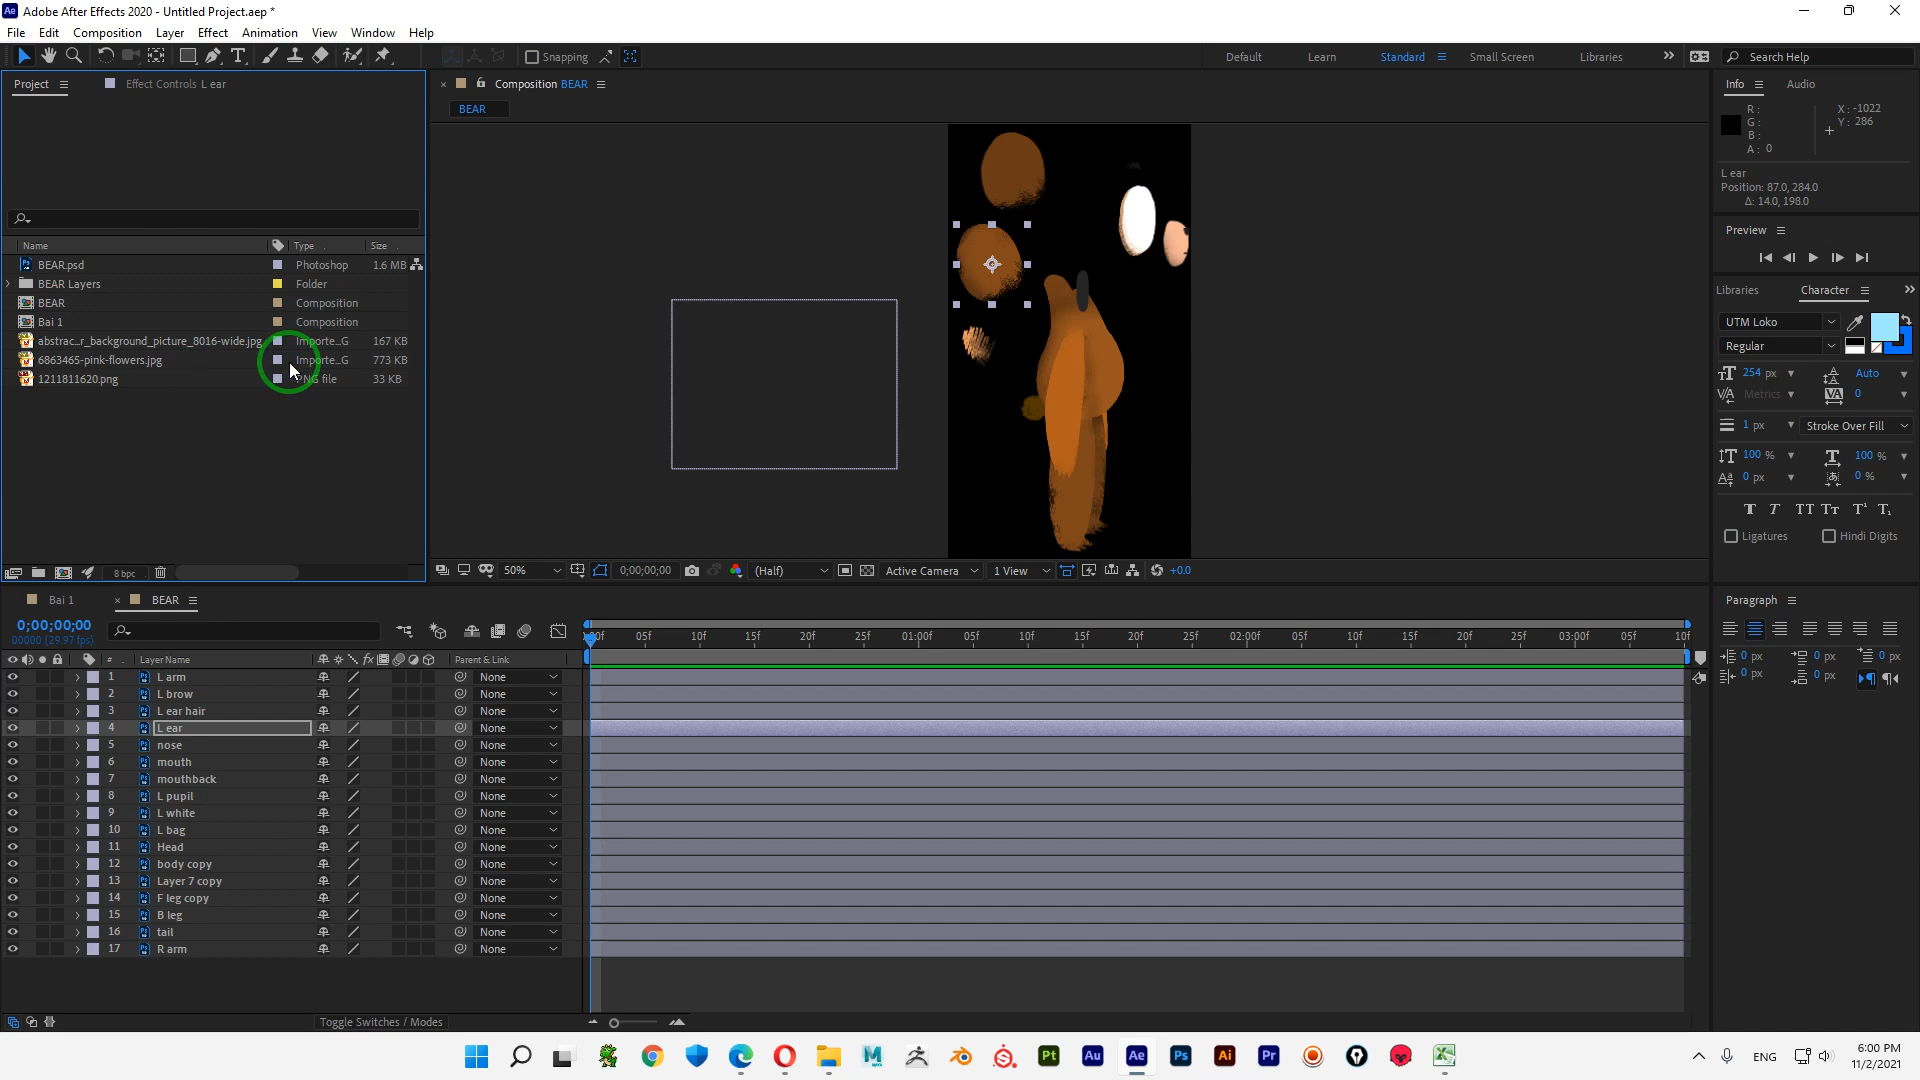 Adobe After Effects 2020 - Untitled Project.aep *
File Edit Composition Layer Effect Animation View Window Help
Snapping
Default Learn Standard Small Screen Libraries
Search Help
Project
Effect Controls L ear
Name Type Size
BEAR.psd Photoshop 1.6 MB
BEAR Layers Folder
BEAR Composition
Bai 1 Composition
abstrac...r_background_picture_8016-wide.jpg Importe...G 167 KB
6863465-pink-flowers.jpg Importe...G 773 KB
1211811620.png PNG file 33 KB
8 bpc
Composition BEAR
BEAR
50% 0;00;00;00 (Half) Active Camera 1 View +0.0
Info Audio
R: X: -1022
G: Y: 286
B:
A: 0
L ear
Position: 87.0, 284.0
Δ: 14.0, 198.0
Preview
Libraries Character
UTM Loko
Regular
254 px Auto
Metrics 0
1 px Stroke Over Fill
100 % 100 %
0 px 0 %
Ligatures Hindi Digits
Paragraph
0 px 0 px 0 px
0 px 0 px
Bai 1 BEAR
0;00;00;00
00000 (29.97 fps)
:00f 05f 10f 15f 20f 25f 01:00f 05f 10f 15f 20f 25f 02:00f 05f 10f 15f 20f 25f 03:00f 05f 10f
# Layer Name Parent & Link
1 L arm None
2 L brow None
3 L ear hair None
4 L ear None
5 nose None
6 mouth None
7 mouthback None
8 L pupil None
9 L white None
10 L bag None
11 Head None
12 body copy None
13 Layer 7 copy None
14 F leg copy None
15 B leg None
16 tail None
17 R arm None
Toggle Switches / Modes
ENG
6:00 PM
11/2/2021